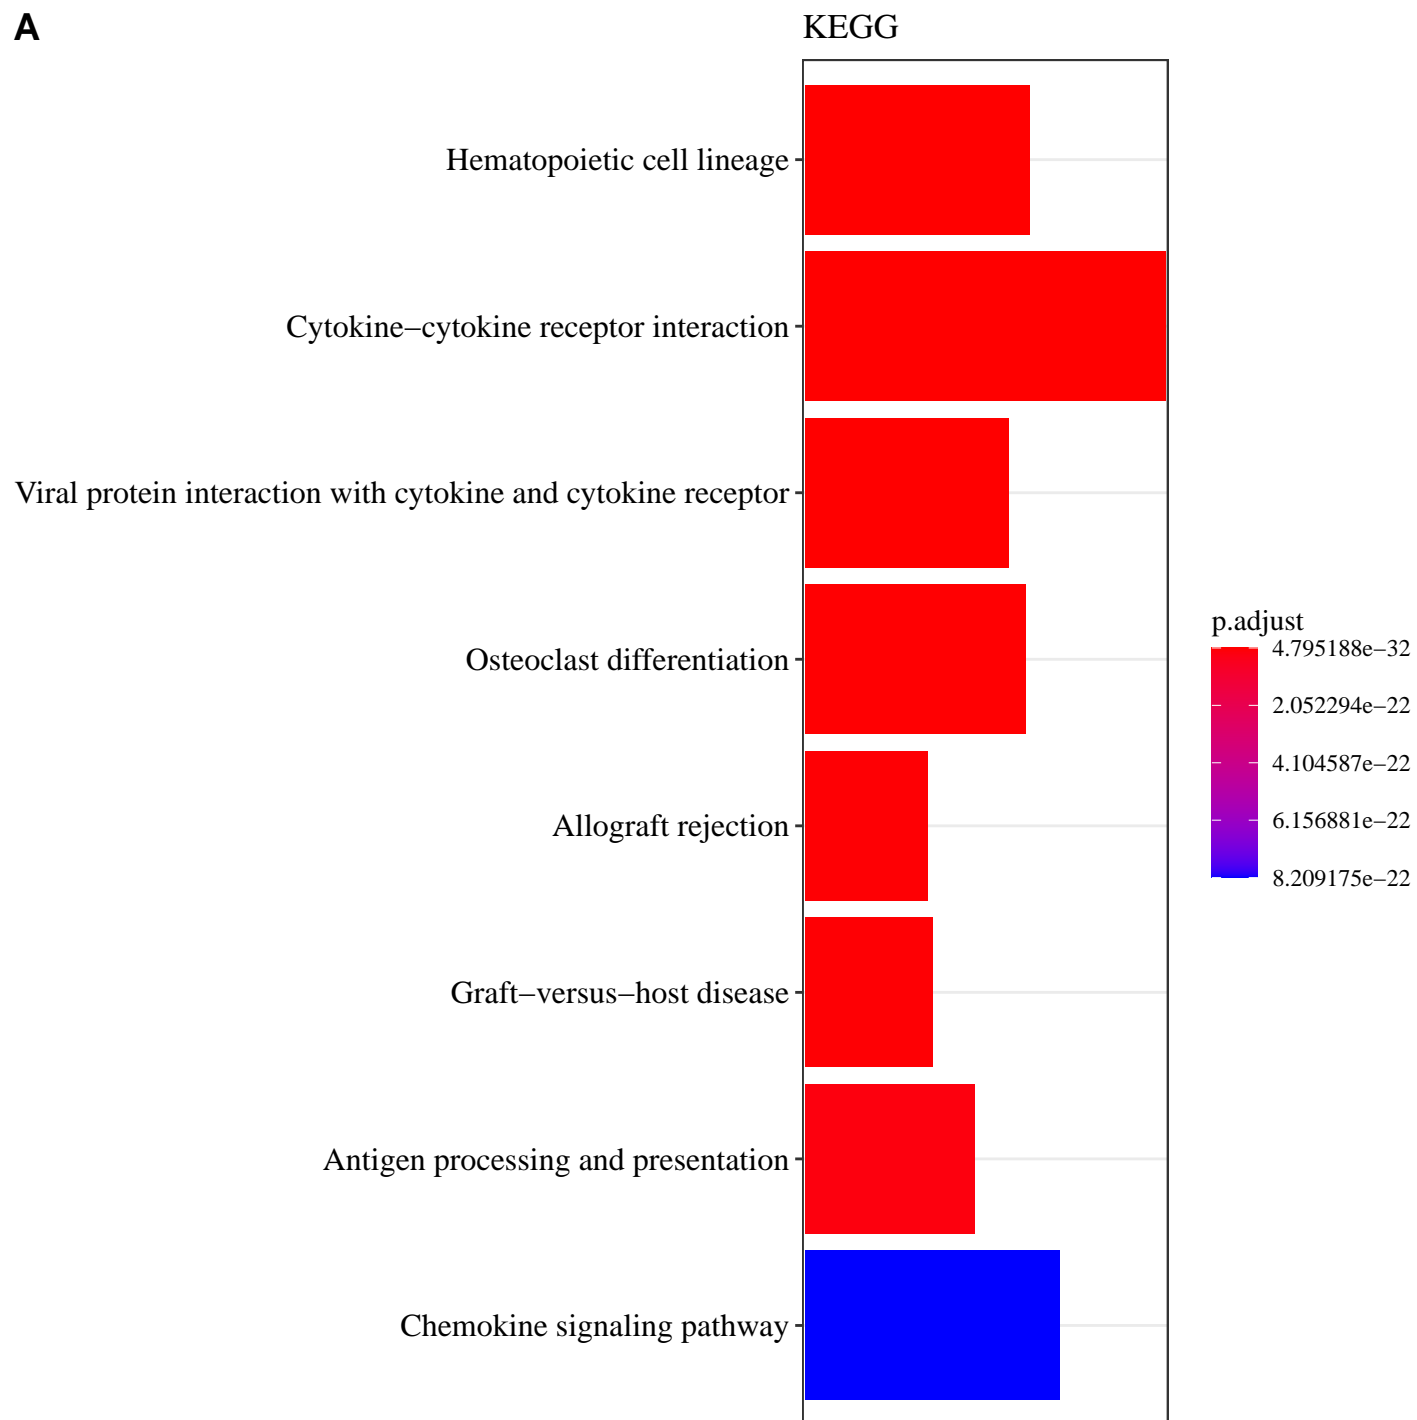 A
KEGG
Hematopoietic cell lineage
Cytokine−cytokine receptor interaction
Viral protein interaction with cytokine and cytokine receptor
Osteoclast differentiation
Allograft rejection
Graft−versus−host disease
Antigen processing and presentation
Chemokine signaling pathway
p.adjust
4.795188e−32
2.052294e−22
4.104587e−22
6.156881e−22
8.209175e−22